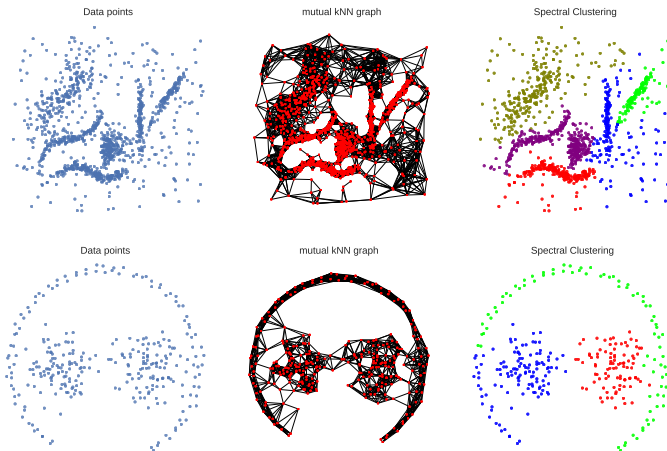 Data points
mutual kNN graph
Spectral Clustering
Data points
mutual kNN graph
Spectral Clustering